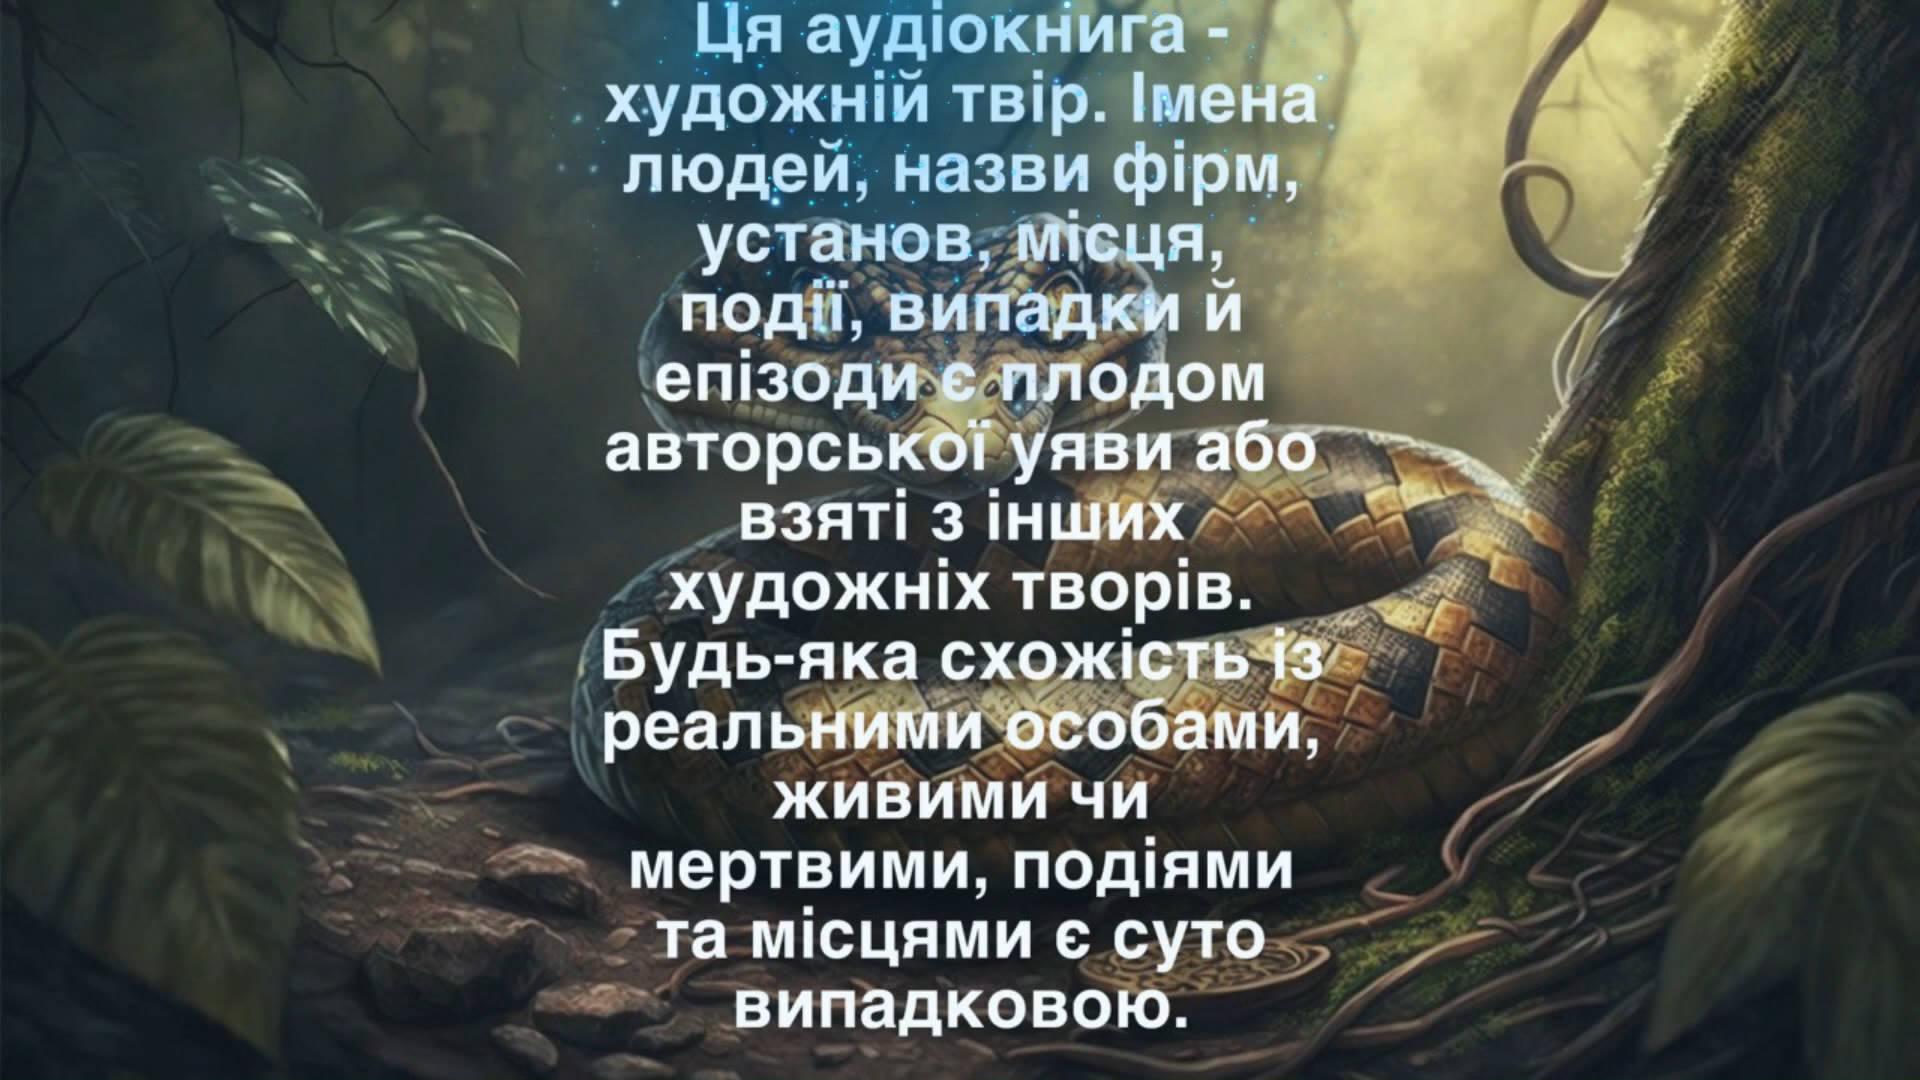 Ця аудіокнига -
художній твір. Імена
людей, назви фірм,
установ, місця,
події, випадки й
епізоди є плодом
авторської уяви або
взяті з інших
художніх творів.
Будь-яка схожість із
реальними особами,
живими чи
мертвими, подіями
та місцями є суто
випадковою.